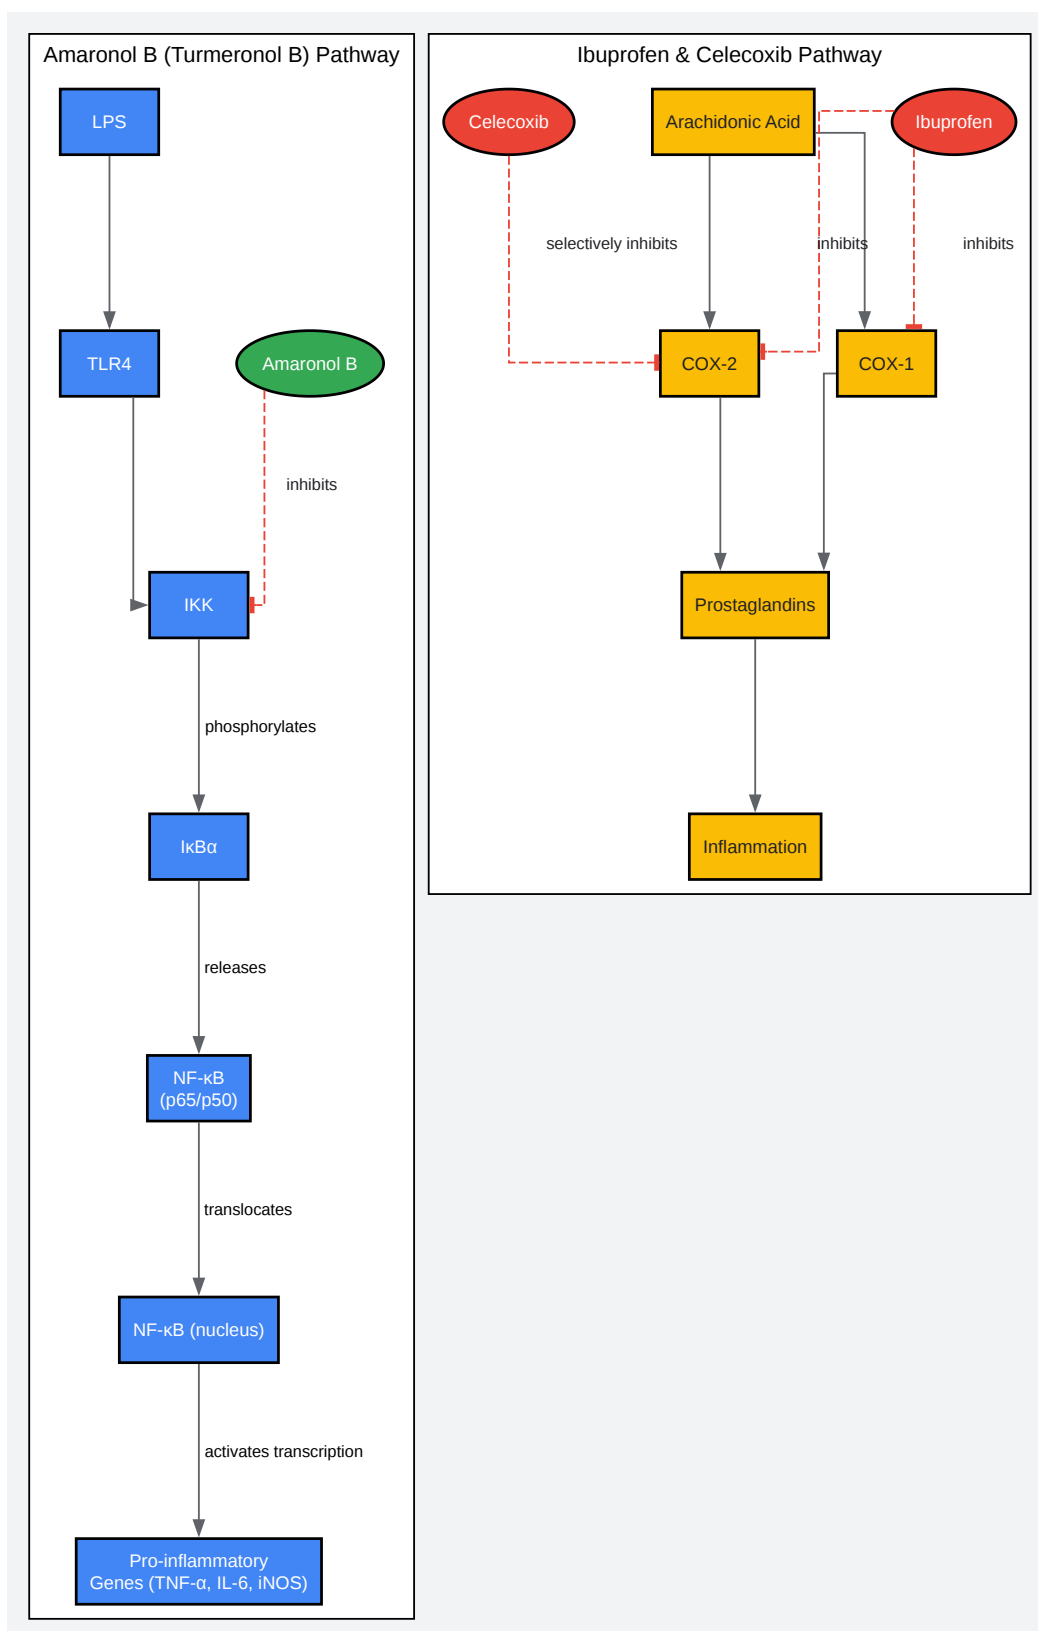 Amaronol B (Turmeronol B) Pathway
LPS
TLR4
Amaronol B
inhibits
IKK
phosphorylates
IκBα
releases
NF-κB
(p65/p50)
translocates
NF-κB (nucleus)
activates transcription
Pro-inflammatory
Genes (TNF-α, IL-6, iNOS)
Ibuprofen & Celecoxib Pathway
Celecoxib
Arachidonic Acid
Ibuprofen
selectively inhibits
inhibits
inhibits
COX-2
COX-1
Prostaglandins
Inflammation